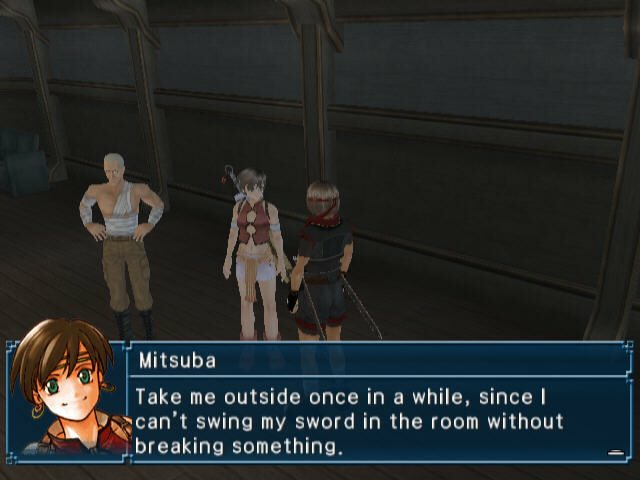 Mitsuba
Take me outside once in a while, since I
can't swing my sword in the room without
breaking something.